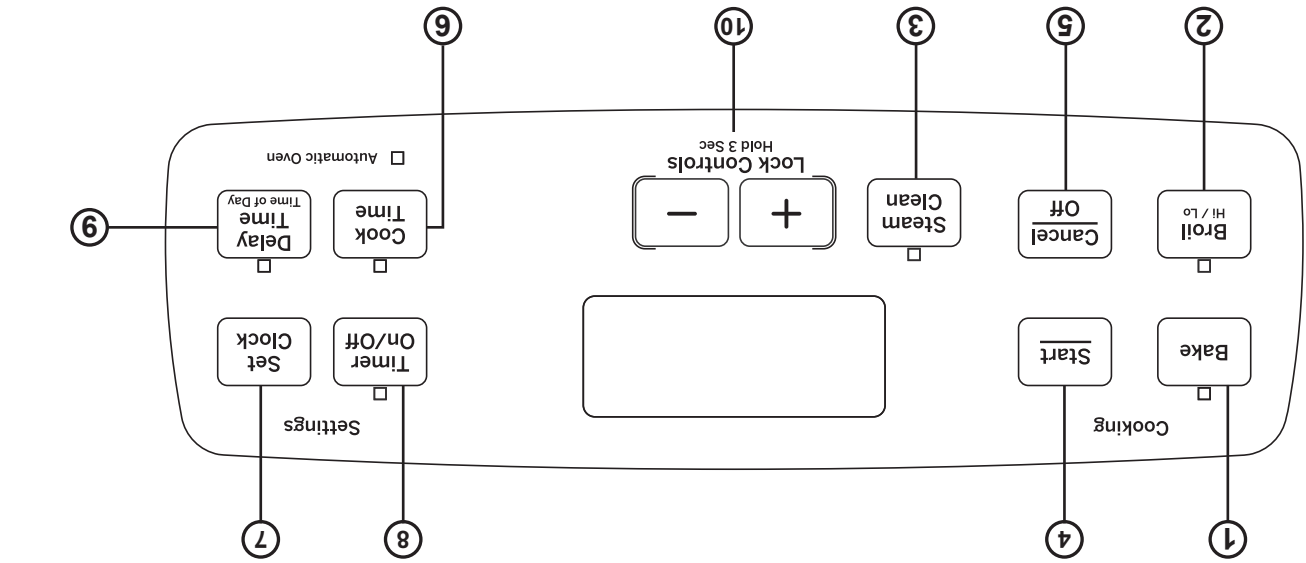 1
4
8
7
Cooking
Settings
Bake
Start
Timer
On/Off
Set
Clock
Broil
Hi / Lo
Cancel
Off
Steam
Clean
+
−
Cook
Time
Delay
Time
Time of Day
9
Lock Controls
Hold 3 Sec
Automatic Oven
2
5
3
10
6